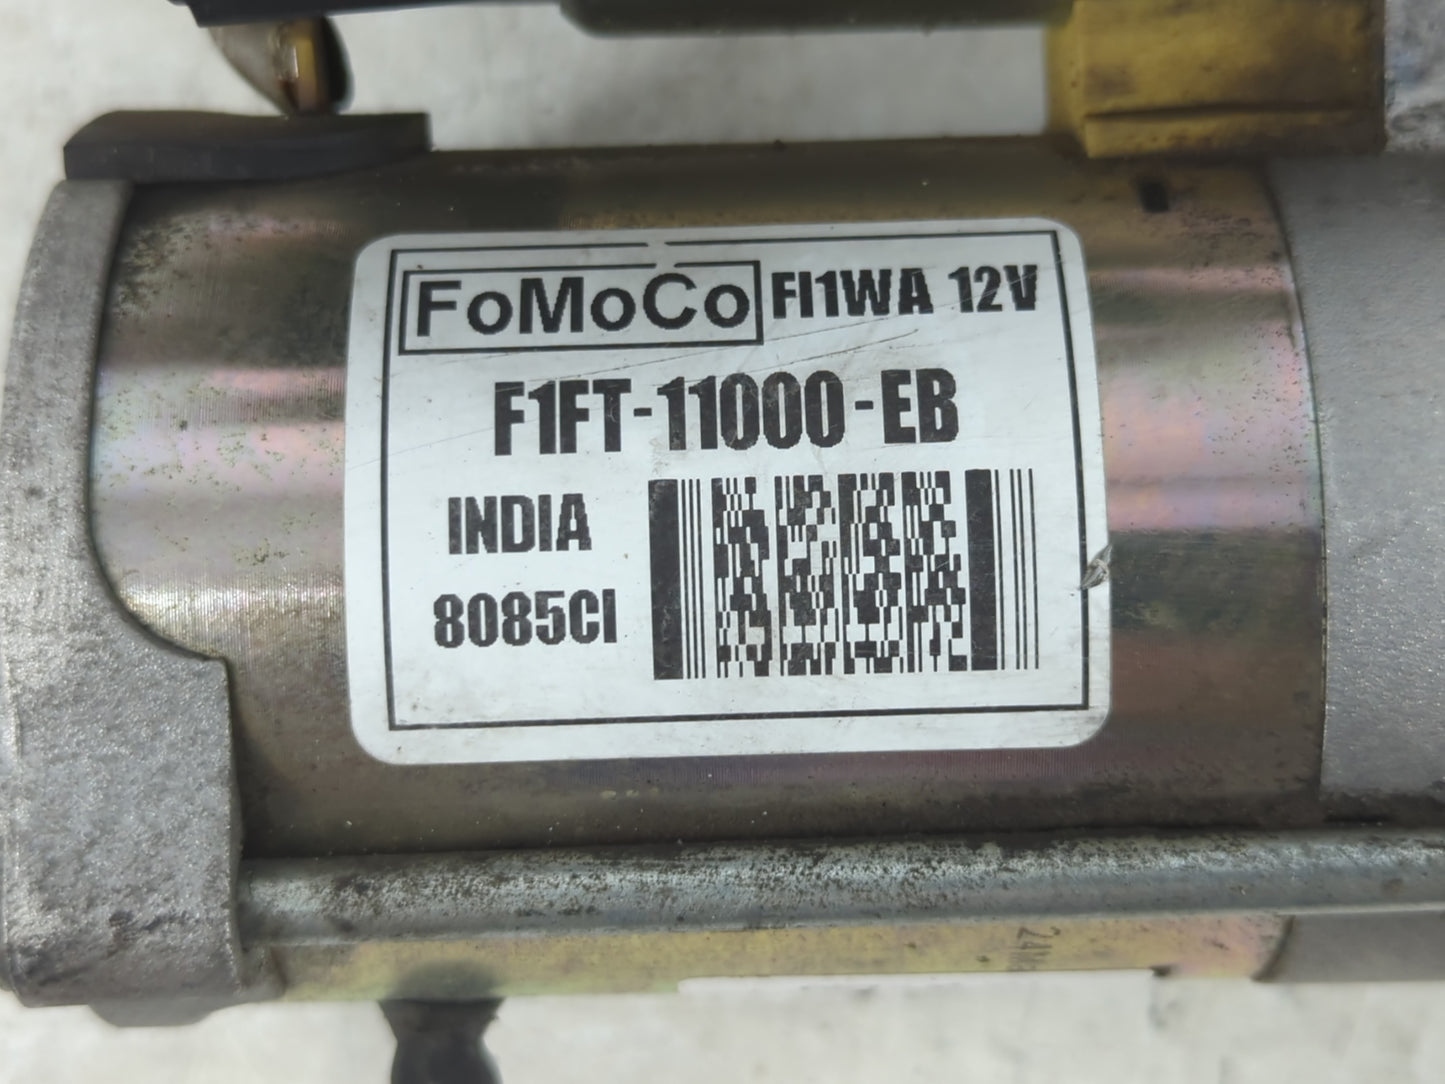 FoMoCo FI1WA 12V
F1FT-11000-EB
INDIA
8085CI